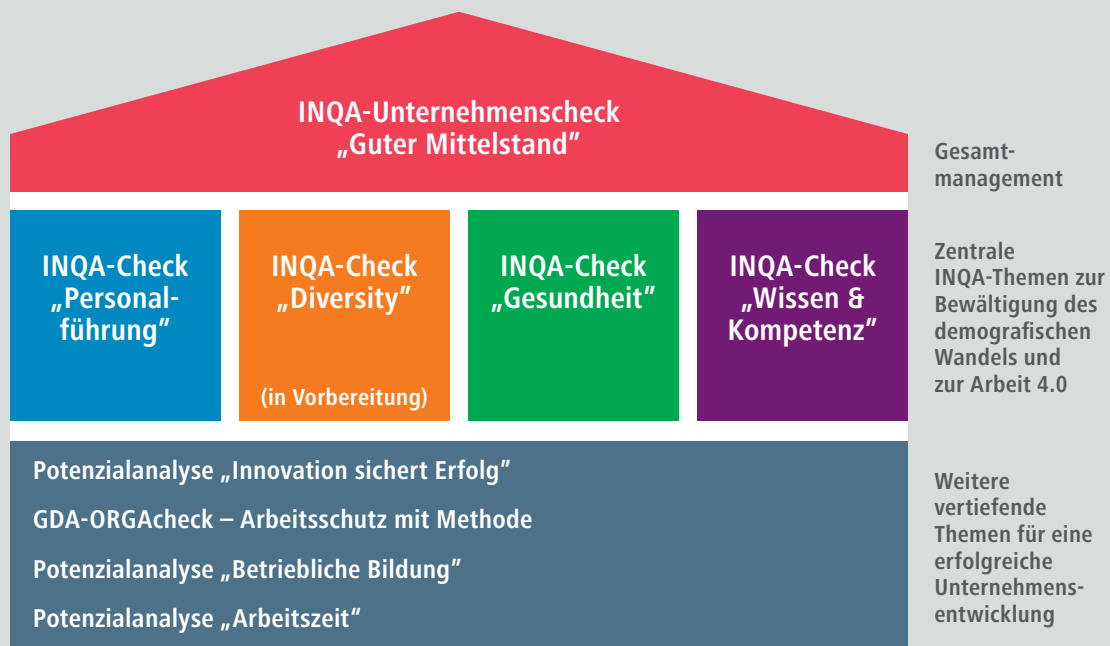 INQA-Unternehmenscheck
„Guter Mittelstand”
Gesamt-
management
INQA-Check
„Personal-
führung”
INQA-Check
„Diversity”
(in Vorbereitung)
INQA-Check
„Gesundheit”
INQA-Check
„Wissen &
Kompetenz”
Zentrale
INQA-Themen zur
Bewältigung des
demografischen
Wandels und
zur Arbeit 4.0
Potenzialanalyse „Innovation sichert Erfolg”
GDA-ORGAcheck – Arbeitsschutz mit Methode
Potenzialanalyse „Betriebliche Bildung”
Potenzialanalyse „Arbeitszeit“
Weitere
vertiefende
Themen für eine
erfolgreiche
Unternehmens-
entwicklung